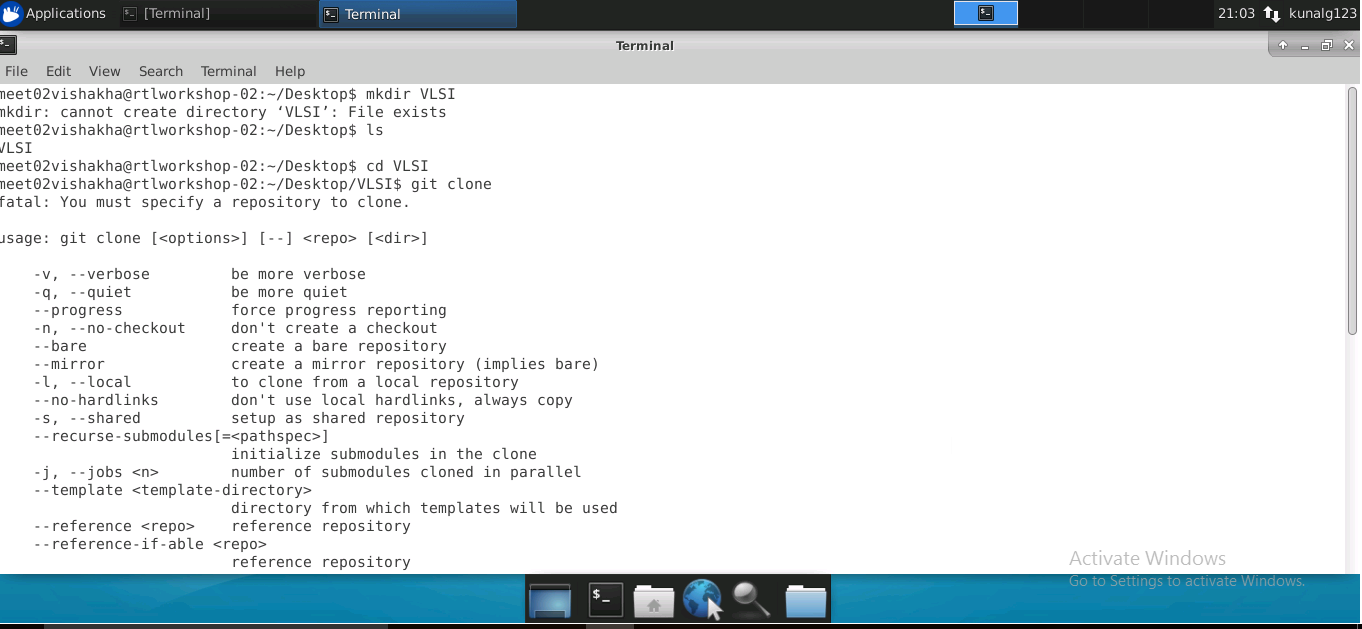 Applications
[Terminal]
Terminal
21:03
kunalg123
Terminal
File Edit View Search Terminal Help
meet02vishakha@rtlworkshop-02:~/Desktop$ mkdir VLSI
mkdir: cannot create directory ‘VLSI’: File exists
meet02vishakha@rtlworkshop-02:~/Desktop$ ls
VLSI
meet02vishakha@rtlworkshop-02:~/Desktop$ cd VLSI
meet02vishakha@rtlworkshop-02:~/Desktop/VLSI$ git clone
fatal: You must specify a repository to clone.
usage: git clone [<options>] [--] <repo> [<dir>]
-v, --verbose be more verbose
-q, --quiet be more quiet
--progress force progress reporting
-n, --no-checkout don't create a checkout
--bare create a bare repository
--mirror create a mirror repository (implies bare)
-l, --local to clone from a local repository
--no-hardlinks don't use local hardlinks, always copy
-s, --shared setup as shared repository
--recurse-submodules[=<pathspec>]
initialize submodules in the clone
-j, --jobs <n> number of submodules cloned in parallel
--template <template-directory>
directory from which templates will be used
--reference <repo> reference repository
--reference-if-able <repo>
reference repository
Activate Windows
Go to Settings to activate Windows.